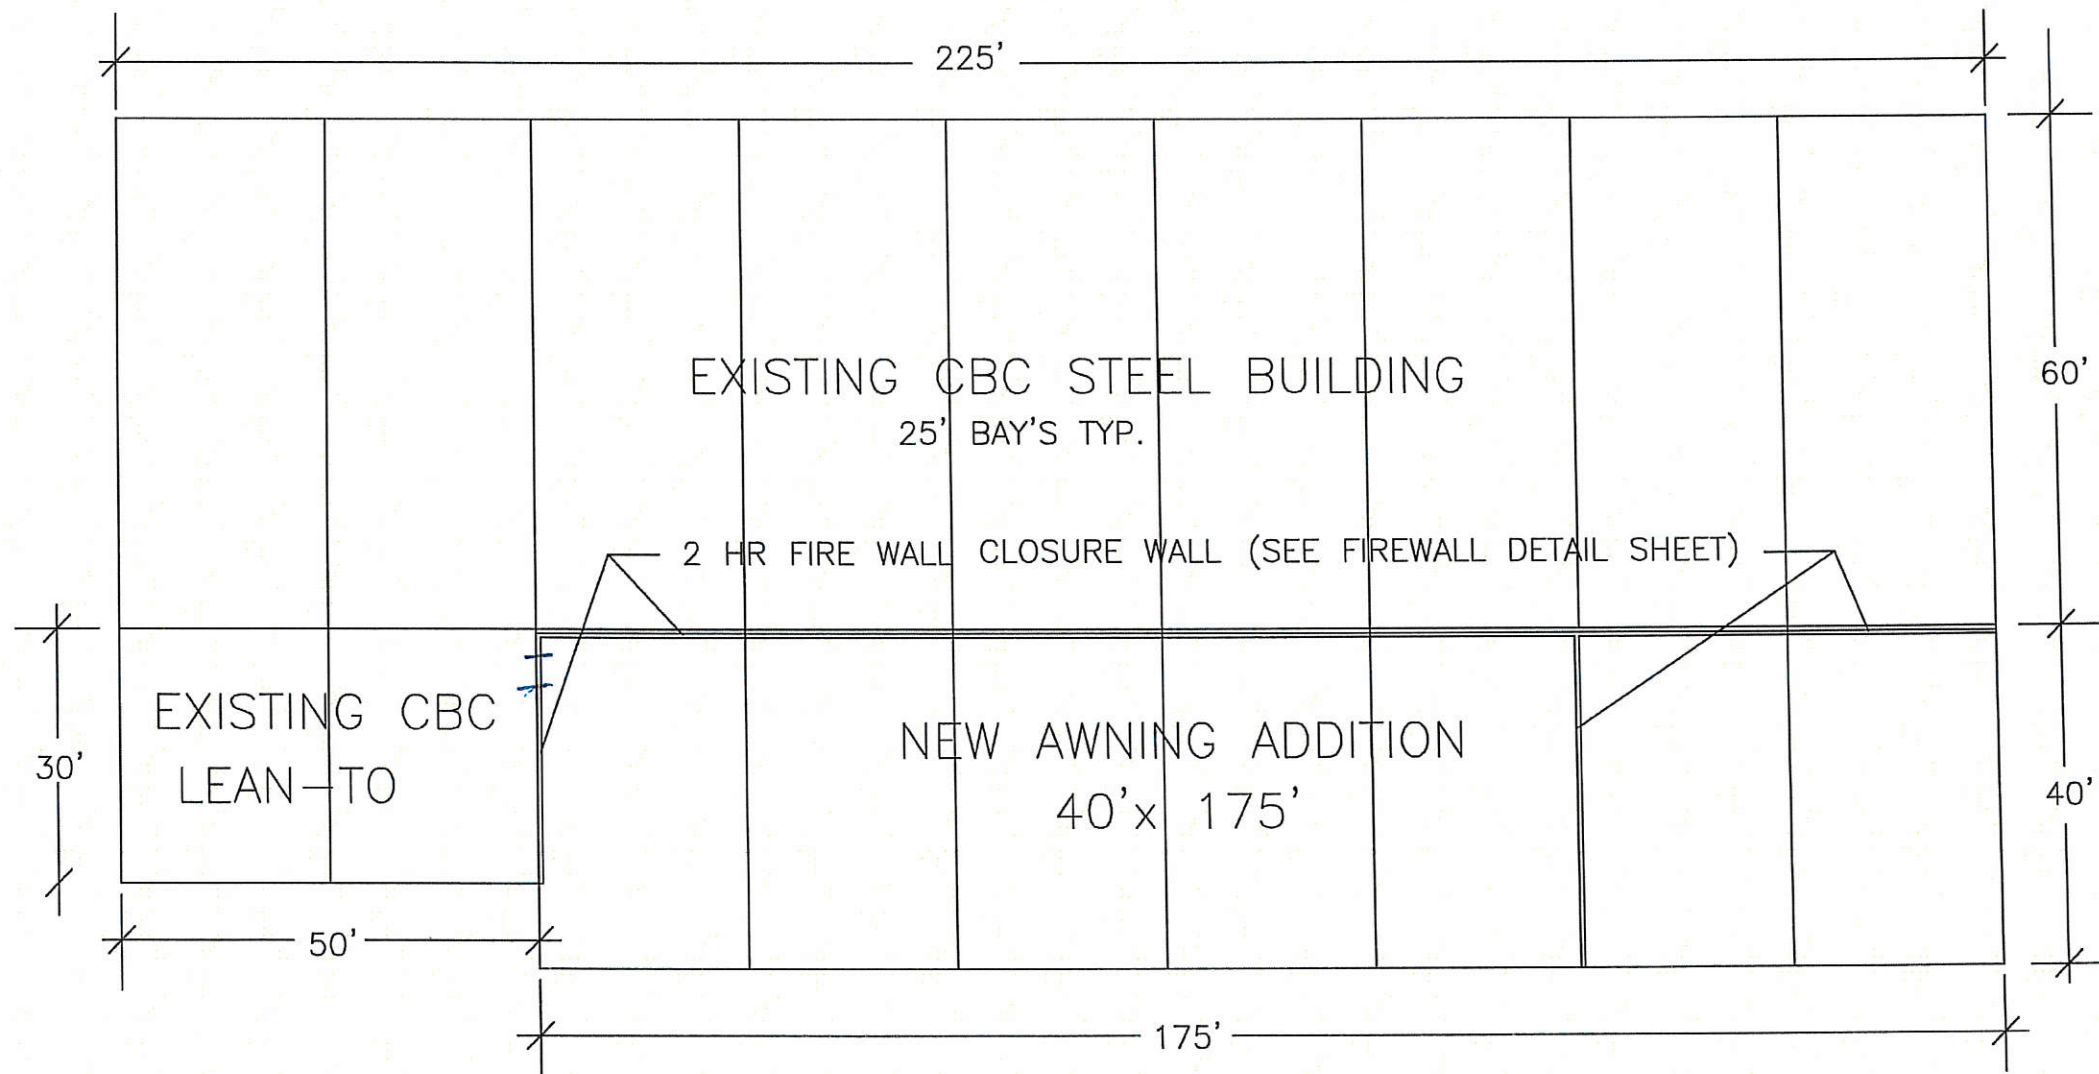 225'
60'
EXISTING CBC STEEL BUILDING
25' BAY'S TYP.
2 HR FIRE WALL CLOSURE WALL (SEE FIREWALL DETAIL SHEET)
EXISTING CBC
LEAN-TO
30'
NEW AWNING ADDITION
40'x 175'
40'
50'
175'